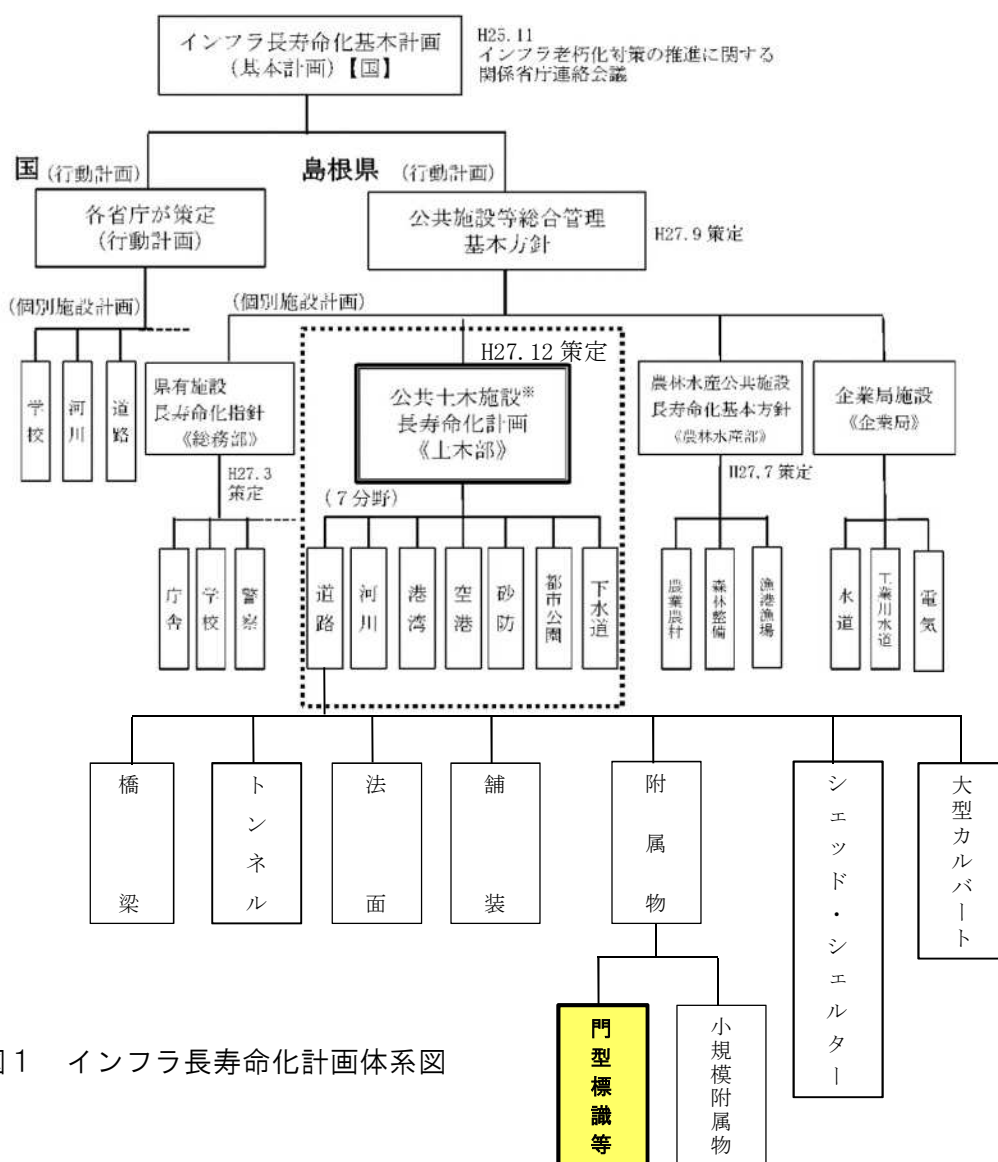 インフラ長寿命化基本計画
(基本計画)【国】
H25.11
インフラ老朽化対策の推進に関する
関係省庁連絡会議
国 (行動計画)
島根県 (行動計画)
各省庁が策定
(行動計画)
公共施設等総合管理
基本方針
H27.9 策定
(個別施設計画)
学校
河川
道路
(個別施設計画)
県有施設
長寿命化指針
《総務部》
H27.3
策定
庁舎
学校
警察
H27.12 策定
公共土木施設※
長寿命化計画
《土木部》
(7分野)
道路
河川
港湾
空港
砂防
都市公園
下水道
農林水産公共施設
長寿命化基本方針
《農林水産部》
H27.7 策定
農業農村
森林整備
漁港漁場
企業局施設
《企業局》
水道
工業用水道
電気
橋梁
トンネル
法面
舗装
附属物
シェッド・シェルター
大型カルバート
門型標識等
小規模附属物
図1 インフラ長寿命化計画体系図